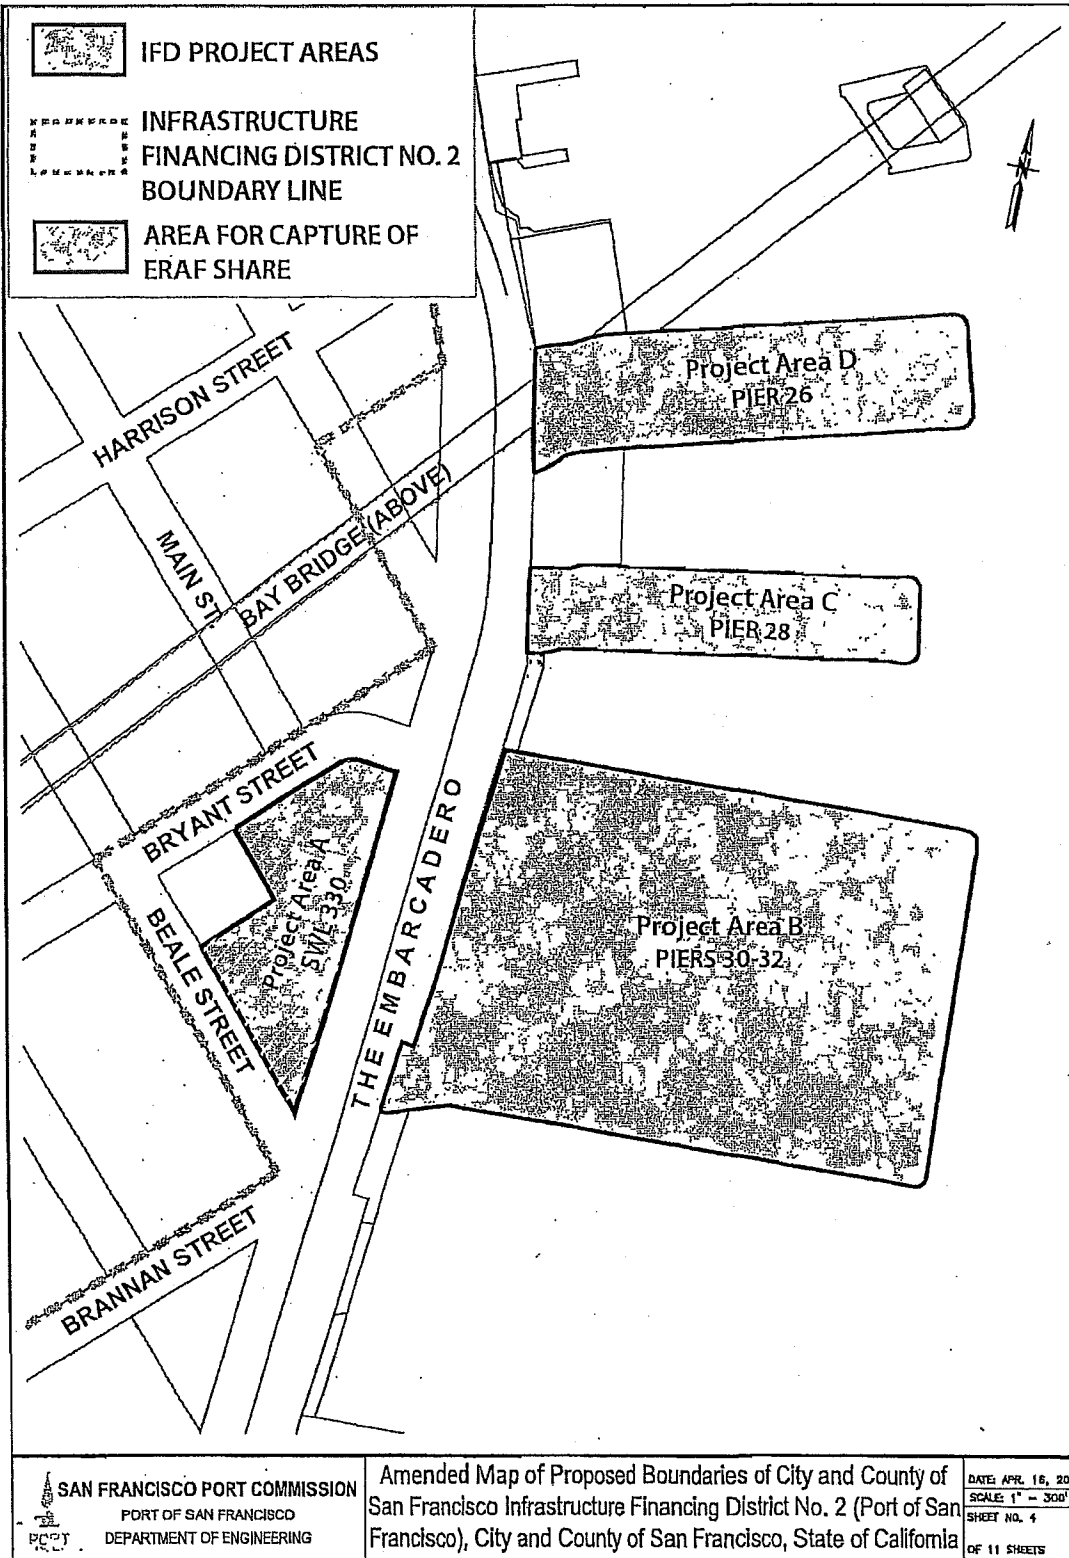 IFD PROJECT AREAS
INFRASTRUCTURE
FINANCING DISTRICT NO. 2
BOUNDARY LINE
AREA FOR CAPTURE OF
ERAF SHARE
HARRISON STREET
MAIN ST.
BAY BRIDGE (ABOVE)
Project Area D
PIER 26
Project Area C
PIER 28
BRYANT STREET
Project Area A
SWL 330
BEALE STREET
THE EMBARCADERO
Project Area B
PIERS 30-32
BRANNAN STREET
N
SAN FRANCISCO PORT COMMISSION
PORT OF SAN FRANCISCO
DEPARTMENT OF ENGINEERING
Amended Map of Proposed Boundaries of City and County of
San Francisco Infrastructure Financing District No. 2 (Port of San
Francisco), City and County of San Francisco, State of California
DATE: APR. 16, 20
SCALE: 1" = 300'
SHEET NO. 4
OF 11 SHEETS